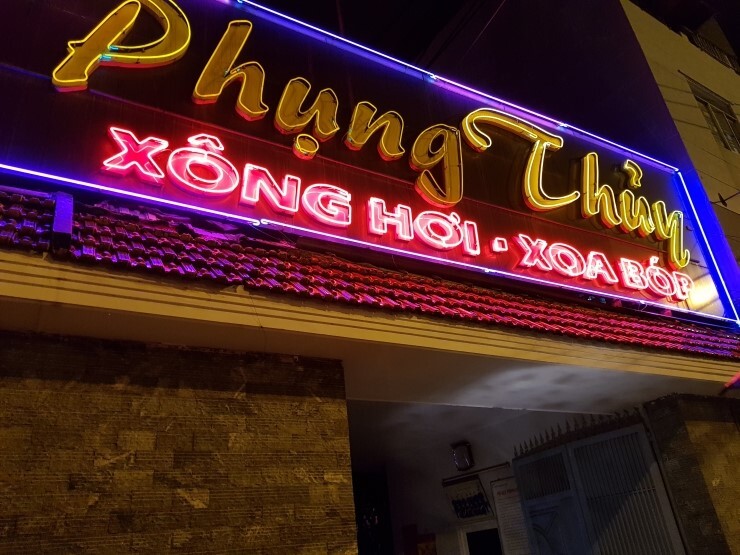 Phụng Thủy
XÔNG HƠI · XOA BÓP